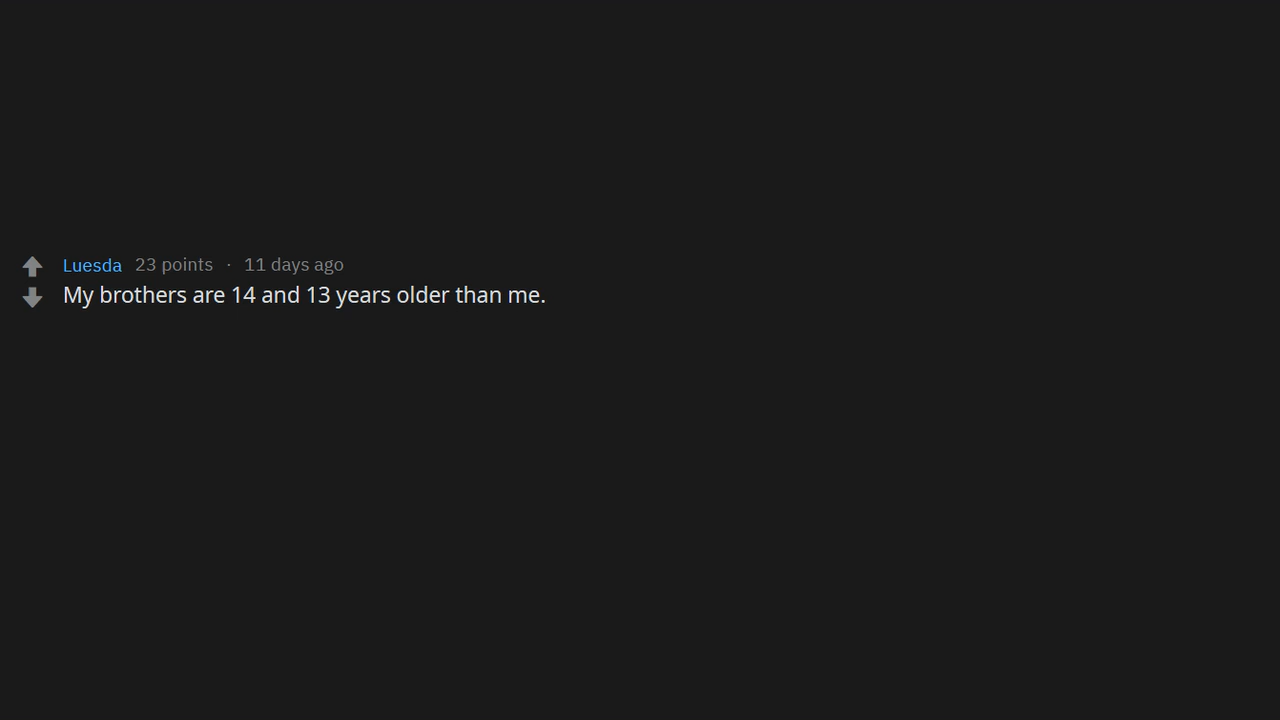 Luesda 23 points · 11 days ago
My brothers are 14 and 13 years older than me.